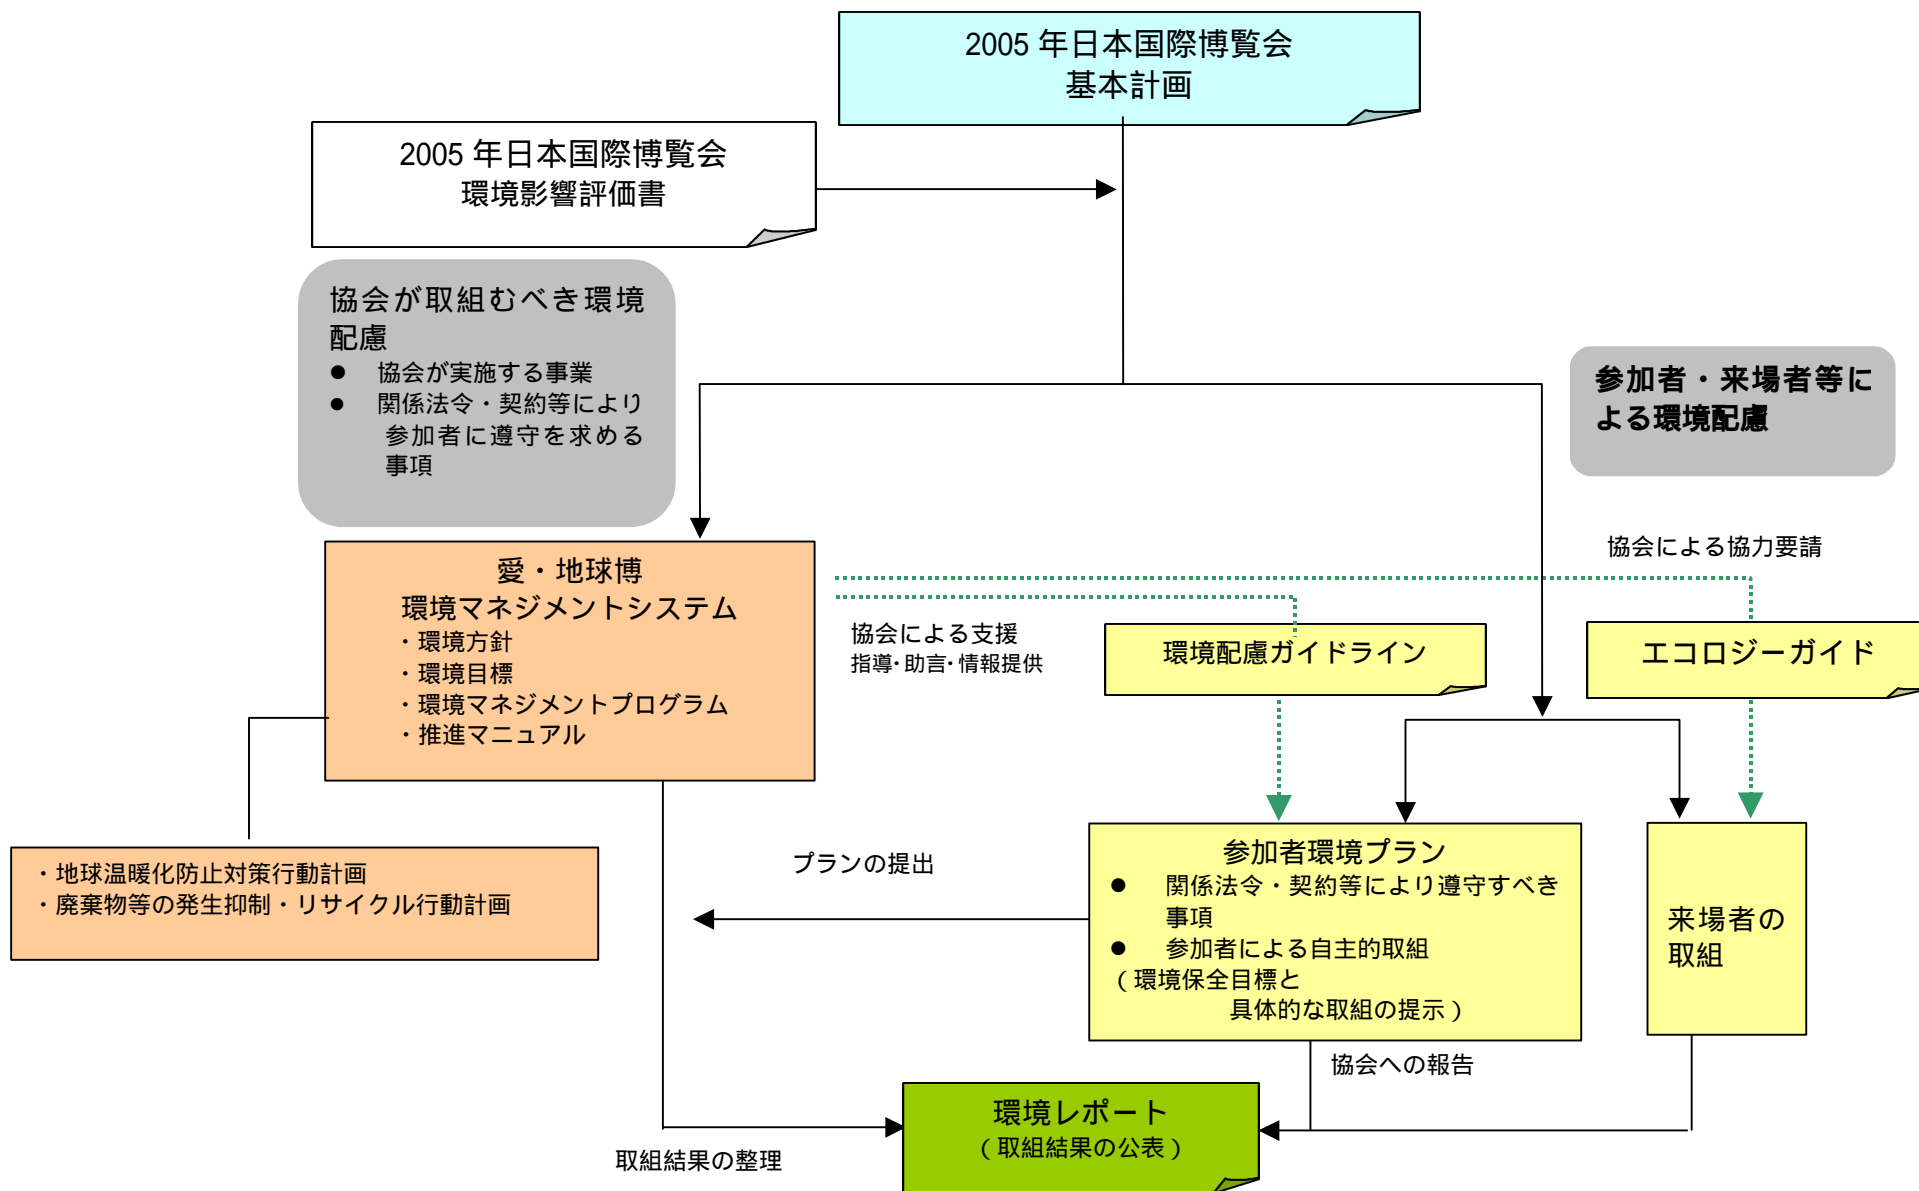 2005 年日本国際博覧会
基本計画
2005 年日本国際博覧会
環境影響評価書
協会が取組むべき環境
配慮
● 協会が実施する事業
● 関係法令・契約等により
参加者に遵守を求める
事項
参加者・来場者等に
よる環境配慮
愛・地球博
環境マネジメントシステム
・環境方針
・環境目標
・環境マネジメントプログラム
・推進マニュアル
協会による協力要請
協会による支援
指導・助言・情報提供
環境配慮ガイドライン
エコロジーガイド
・地球温暖化防止対策行動計画
・廃棄物等の発生抑制・リサイクル行動計画
プランの提出
参加者環境プラン
● 関係法令・契約等により遵守すべき
事項
● 参加者による自主的取組
（環境保全目標と
具体的な取組の提示）
来場者の
取組
協会への報告
環境レポート
（取組結果の公表）
取組結果の整理